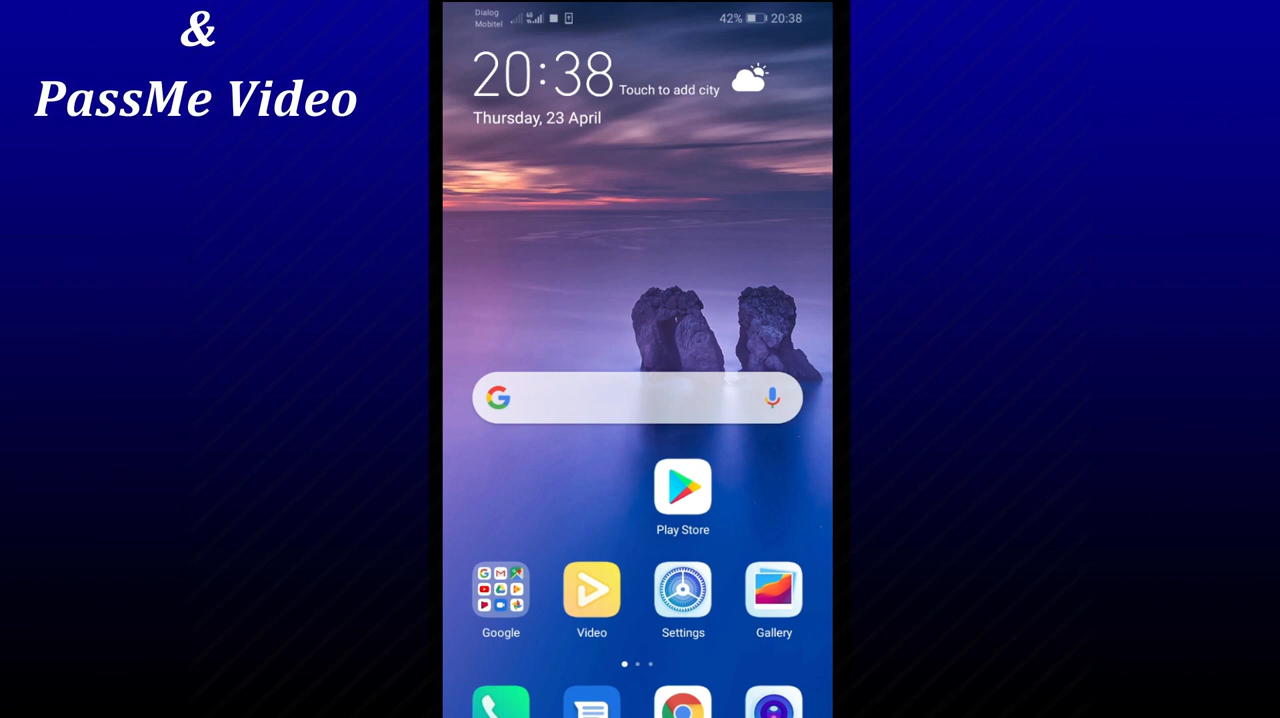 &
PassMe Video
Dialog
Mobitel
4G
42%
20:38
20:38
Touch to add city
Thursday, 23 April
G
Play Store
Google
Video
Settings
Gallery